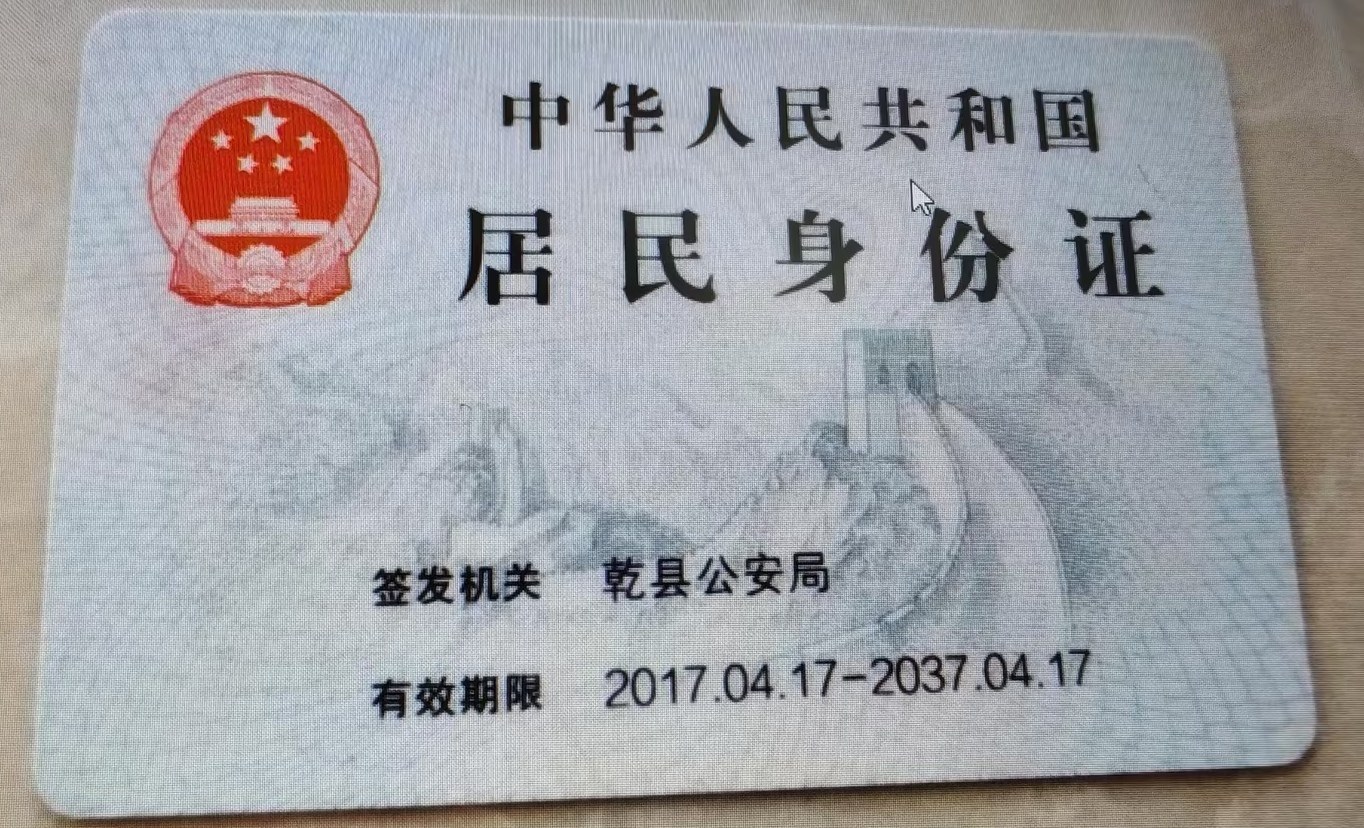 中华人民共和国
居民身份证
签发机关 乾县公安局
有效期限 2017.04.17-2037.04.17